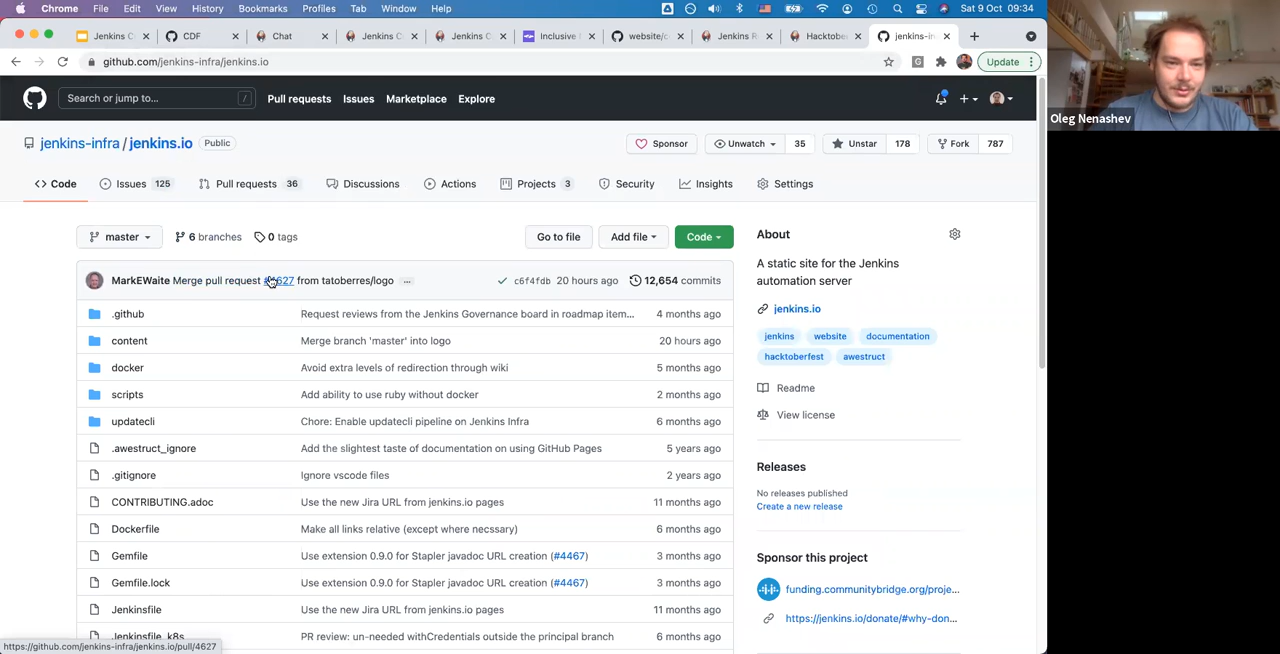 Chrome File Edit View History Bookmarks Profiles Tab Window Help Sat 9 Oct 09:34
Jenkins C CDF Chat Jenkins C Jenkins C Inclusive website/c Jenkins R Hacktobe jenkins-in
github.com/jenkins-infra/jenkins.io Update
Search or jump to... / Pull requests Issues Marketplace Explore
Oleg Nenashev
jenkins-infra / jenkins.io Public Sponsor Unwatch 35 Unstar 178 Fork 787
Code Issues 125 Pull requests 36 Discussions Actions Projects 3 Security Insights Settings
master 6 branches 0 tags Go to file Add file Code
About
A static site for the Jenkins
automation server
jenkins.io
jenkins website documentation
hacktoberfest awestruct
Readme
View license
Releases
No releases published
Create a new release
Sponsor this project
funding.communitybridge.org/proje...
https://jenkins.io/donate/#why-don...
MarkEWaite Merge pull request from tatoberres/logo ... c6f4fdb 20 hours ago 12,654 commits
.github Request reviews from the Jenkins Governance board in roadmap item... 4 months ago
content Merge branch 'master' into logo 20 hours ago
docker Avoid extra levels of redirection through wiki 5 months ago
scripts Add ability to use ruby without docker 2 months ago
updatecli Chore: Enable updatecli pipeline on Jenkins Infra 6 months ago
.awestruct_ignore Add the slightest taste of documentation on using GitHub Pages 5 years ago
.gitignore Ignore vscode files 2 years ago
CONTRIBUTING.adoc Use the new Jira URL from jenkins.io pages 11 months ago
Dockerfile Make all links relative (except where necssary) 6 months ago
Gemfile Use extension 0.9.0 for Stapler javadoc URL creation (#4467) 3 months ago
Gemfile.lock Use extension 0.9.0 for Stapler javadoc URL creation (#4467) 3 months ago
Jenkinsfile Use the new Jira URL from jenkins.io pages 11 months ago
Jenkinsfile_k8s PR review: un-needed withCredentials outside the principal branch 6 months ago
https://github.com/jenkins-infra/jenkins.io/pull/4627